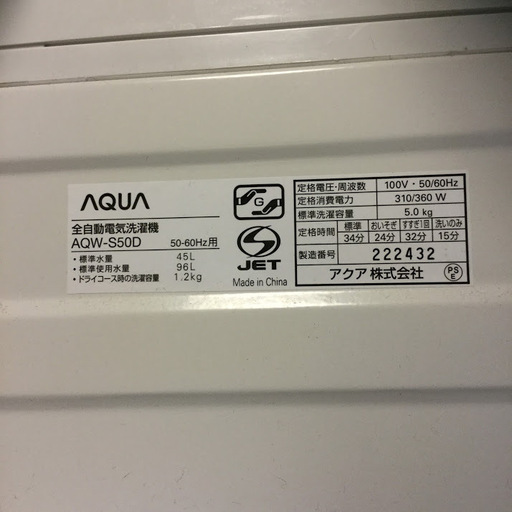 AQUA
全自動電気洗濯機
AQW-S50D 50-60Hz用
・標準水量 45L
・標準使用水量 96L
・ドライコース時の洗濯容量 1.2kg
G
S
JET
Made in China
定格電圧・周波数 100V・50/60Hz
定格消費電力 310/360 W
標準洗濯容量 5.0 kg
定格時間 標準 おいそぎ すすぎ1回 洗いのみ
34分 24分 32分 15分
製造番号 222432
アクア 株式会社 PSE